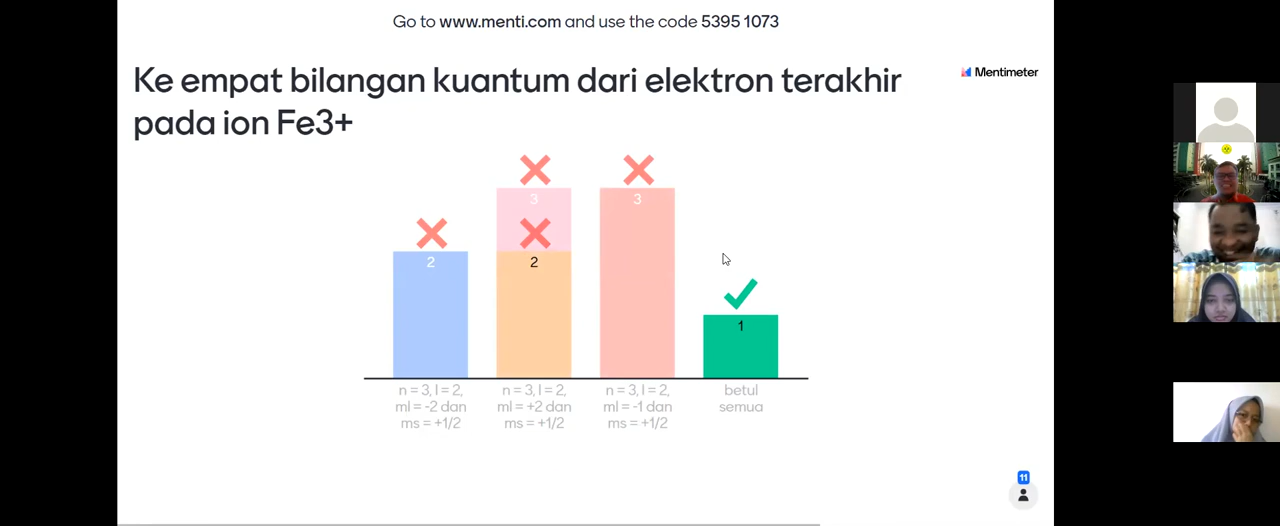 Go to www.menti.com and use the code 5395 1073
Ke empat bilangan kuantum dari elektron terakhir
pada ion Fe3+
Mentimeter
3
3
2
2
1
n = 3, l = 2,
ml = -2 dan
ms = +1/2
n = 3, l = 2,
ml = +2 dan
ms = +1/2
n = 3, l = 2,
ml = -1 dan
ms = +1/2
betul
semua
11